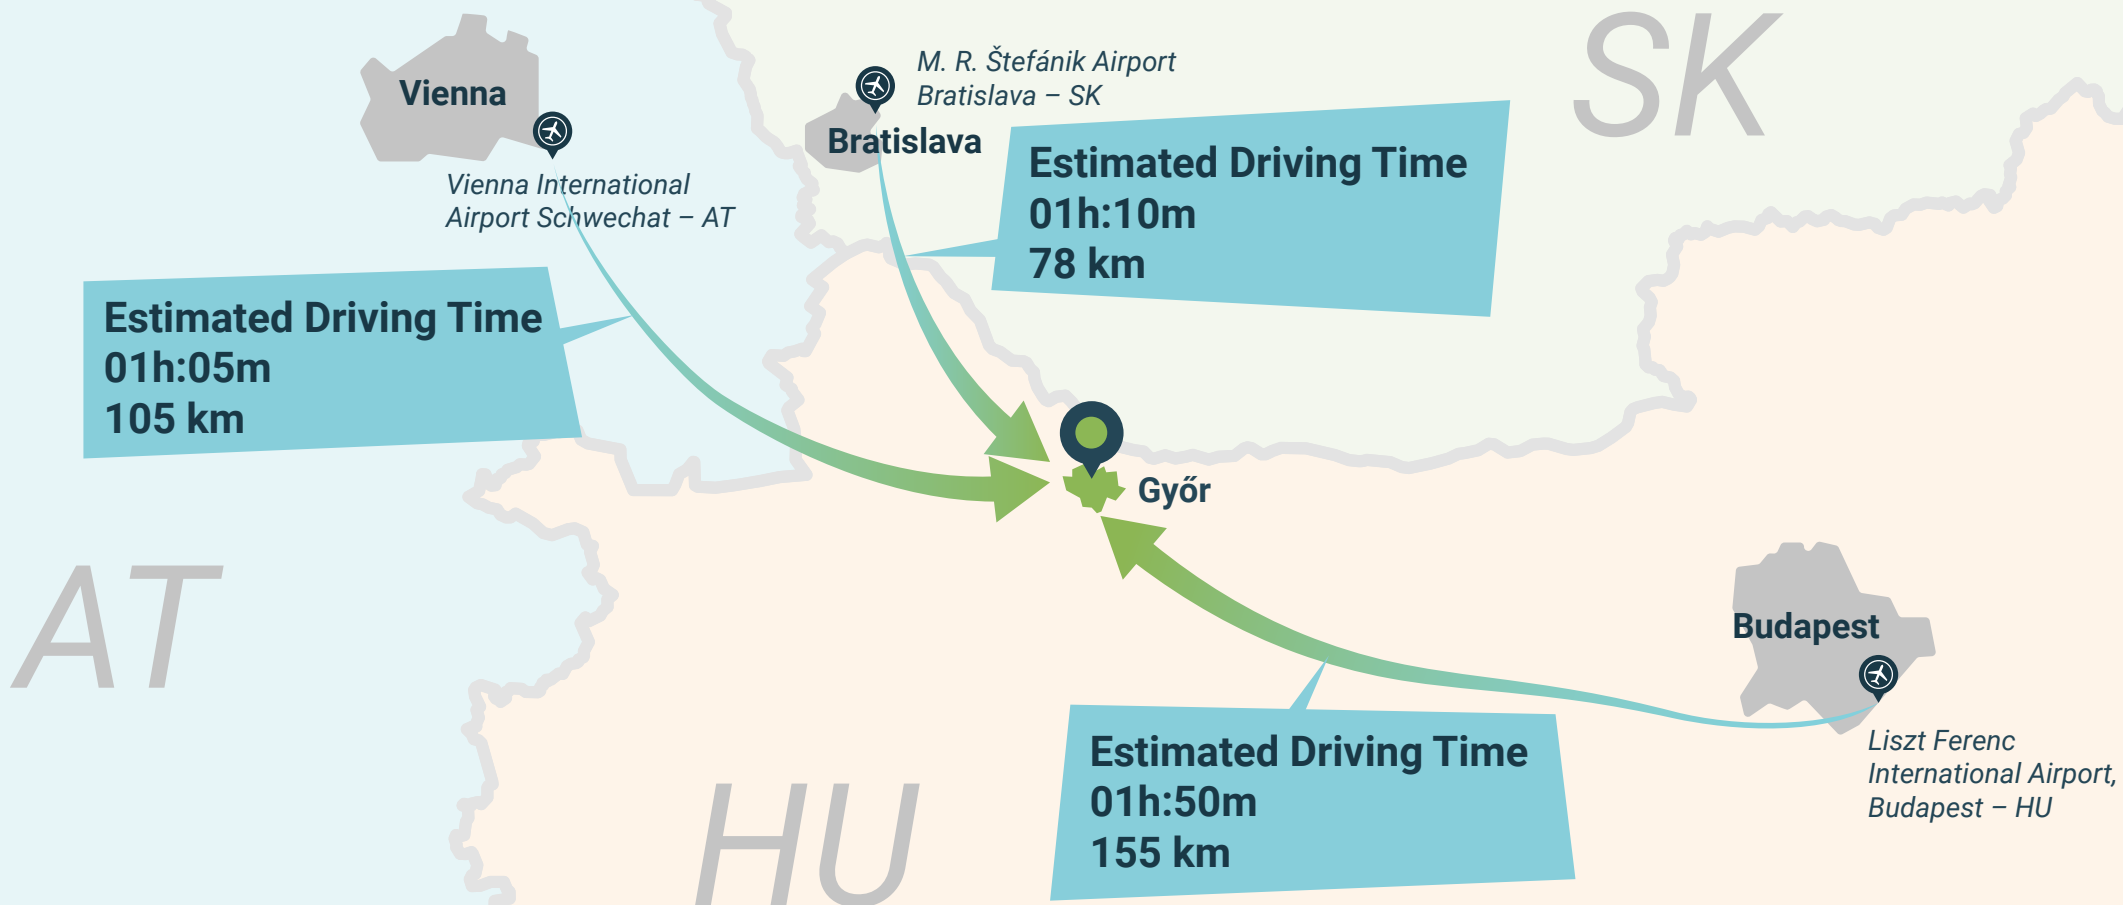 SK
Vienna
M. R. Štefánik Airport
Bratislava – SK
Bratislava
Estimated Driving Time
01h:10m
78 km
Vienna International
Airport Schwechat – AT
Estimated Driving Time
01h:05m
105 km
Győr
AT
Budapest
Liszt Ferenc
International Airport,
Budapest – HU
Estimated Driving Time
01h:50m
155 km
HU